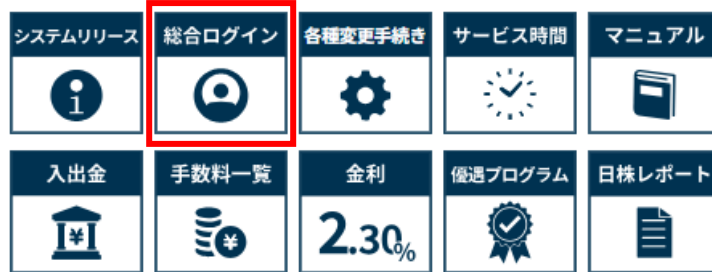 システムリリース
総合ログイン
各種変更手続き
サービス時間
マニュアル
入出金
手数料一覧
金利
優遇プログラム
日株レポート
2.30%